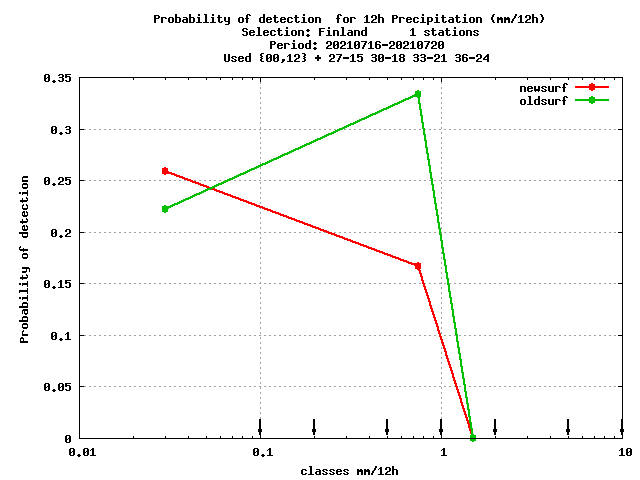 Probability of detection  for 12h Precipitation (mm/12h)
Selection: Finland      1 stations
Period: 20210716-20210720
Used {00,12} + 27-15 30-18 33-21 36-24
newsurf
oldsurf
0.35
0.3
0.25
0.2
0.15
0.1
0.05
0
Probability of detection
0.01 0.1 1 10
classes mm/12h